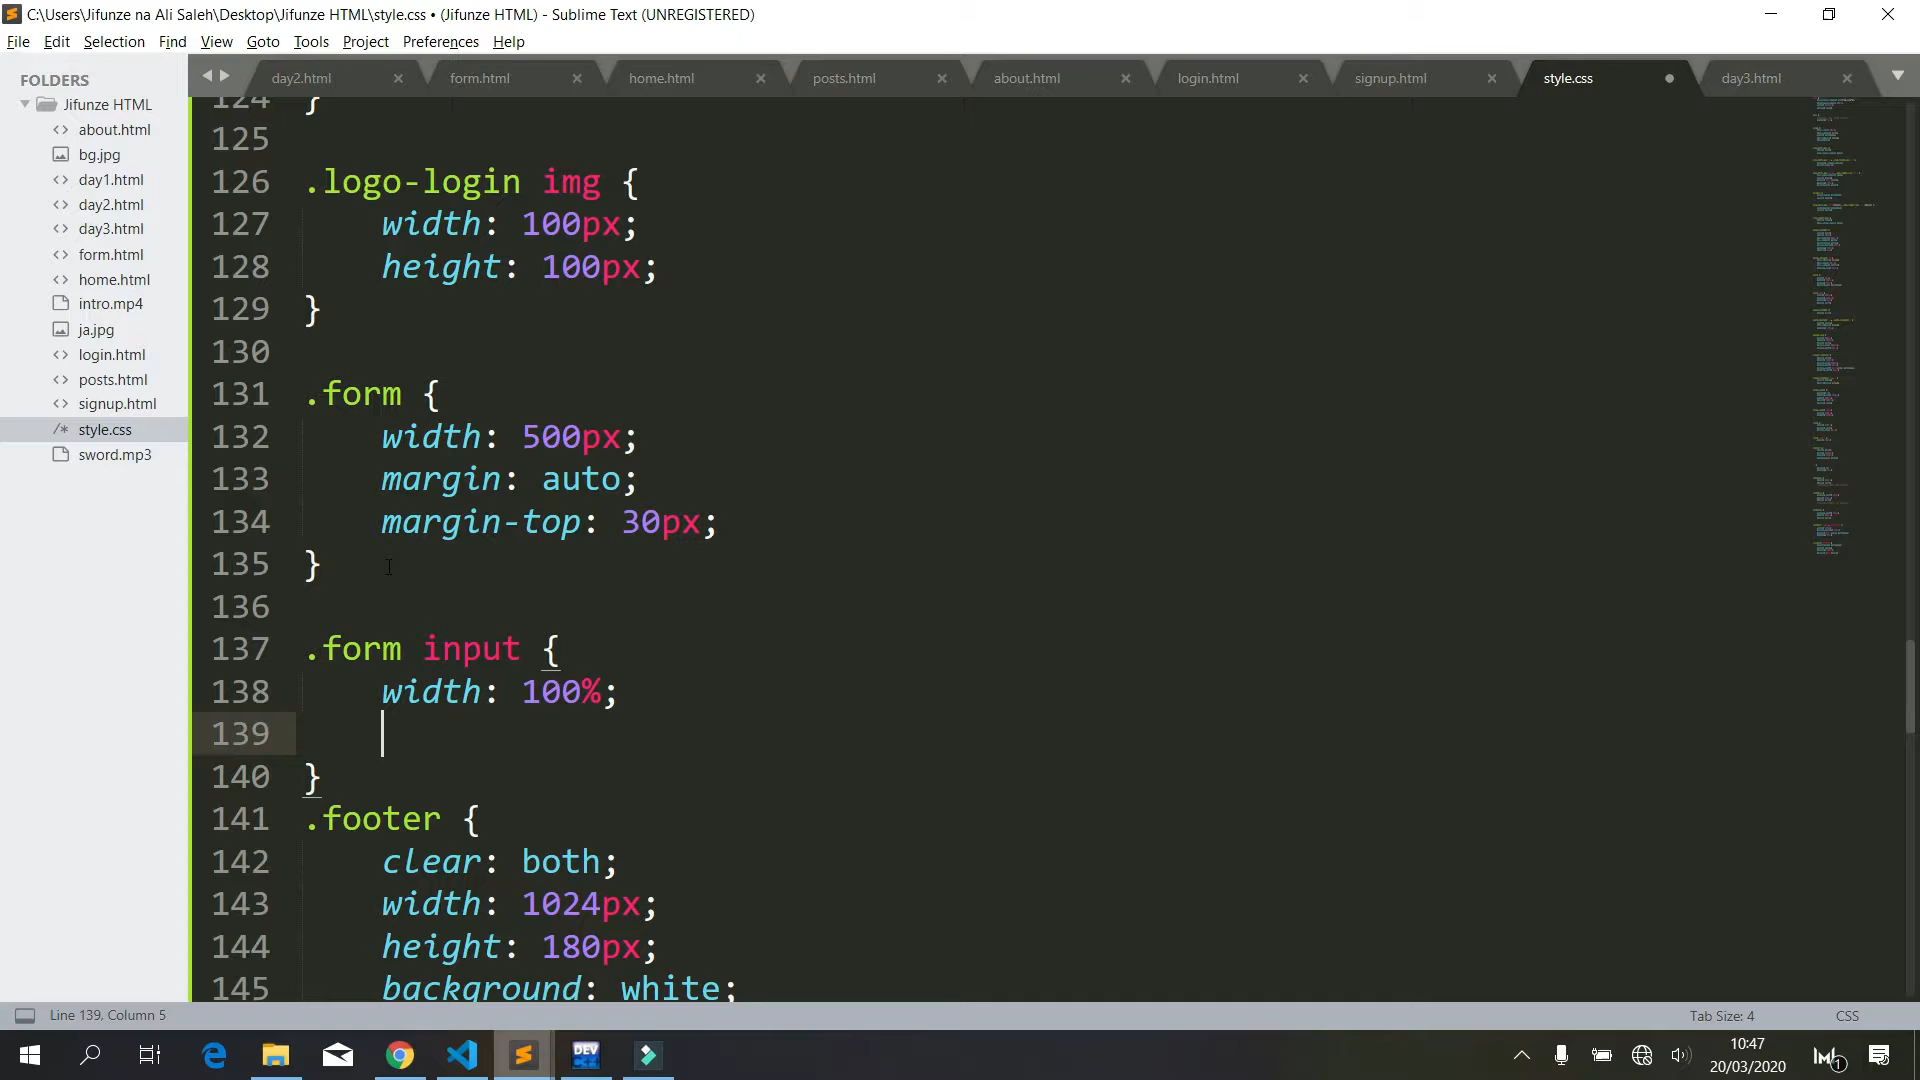 C:\Users\Jifunze na Ali Saleh\Desktop\Jifunze HTML\style.css • (Jifunze HTML) - Sublime Text (UNREGISTERED)
File Edit Selection Find View Goto Tools Project Preferences Help
FOLDERS
Jifunze HTML
about.html
bg.jpg
day1.html
day2.html
day3.html
form.html
home.html
intro.mp4
ja.jpg
login.html
posts.html
signup.html
/* style.css
sword.mp3
day2.html form.html home.html posts.html about.html login.html signup.html style.css day3.html
124 }
125
126 .logo-login img {
127 width: 100px;
128 height: 100px;
129 }
130
131 .form {
132 width: 500px;
133 margin: auto;
134 margin-top: 30px;
135 }
136
137 .form input {
138 width: 100%;
139
140 }
141 .footer {
142 clear: both;
143 width: 1024px;
144 height: 180px;
145 background: white;
Line 139, Column 5
Tab Size: 4
CSS
DEV C++
10:47
20/03/2020
1